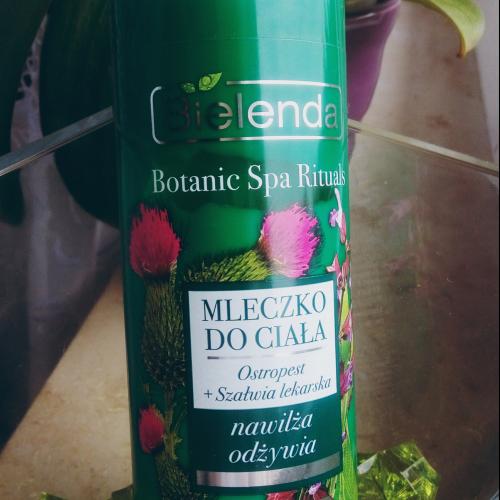 Bielenda
Botanic Spa Rituals
MLECZKO
DO CIAŁA
Ostropest
+ Szałwia lekarska
nawilża
odżywia